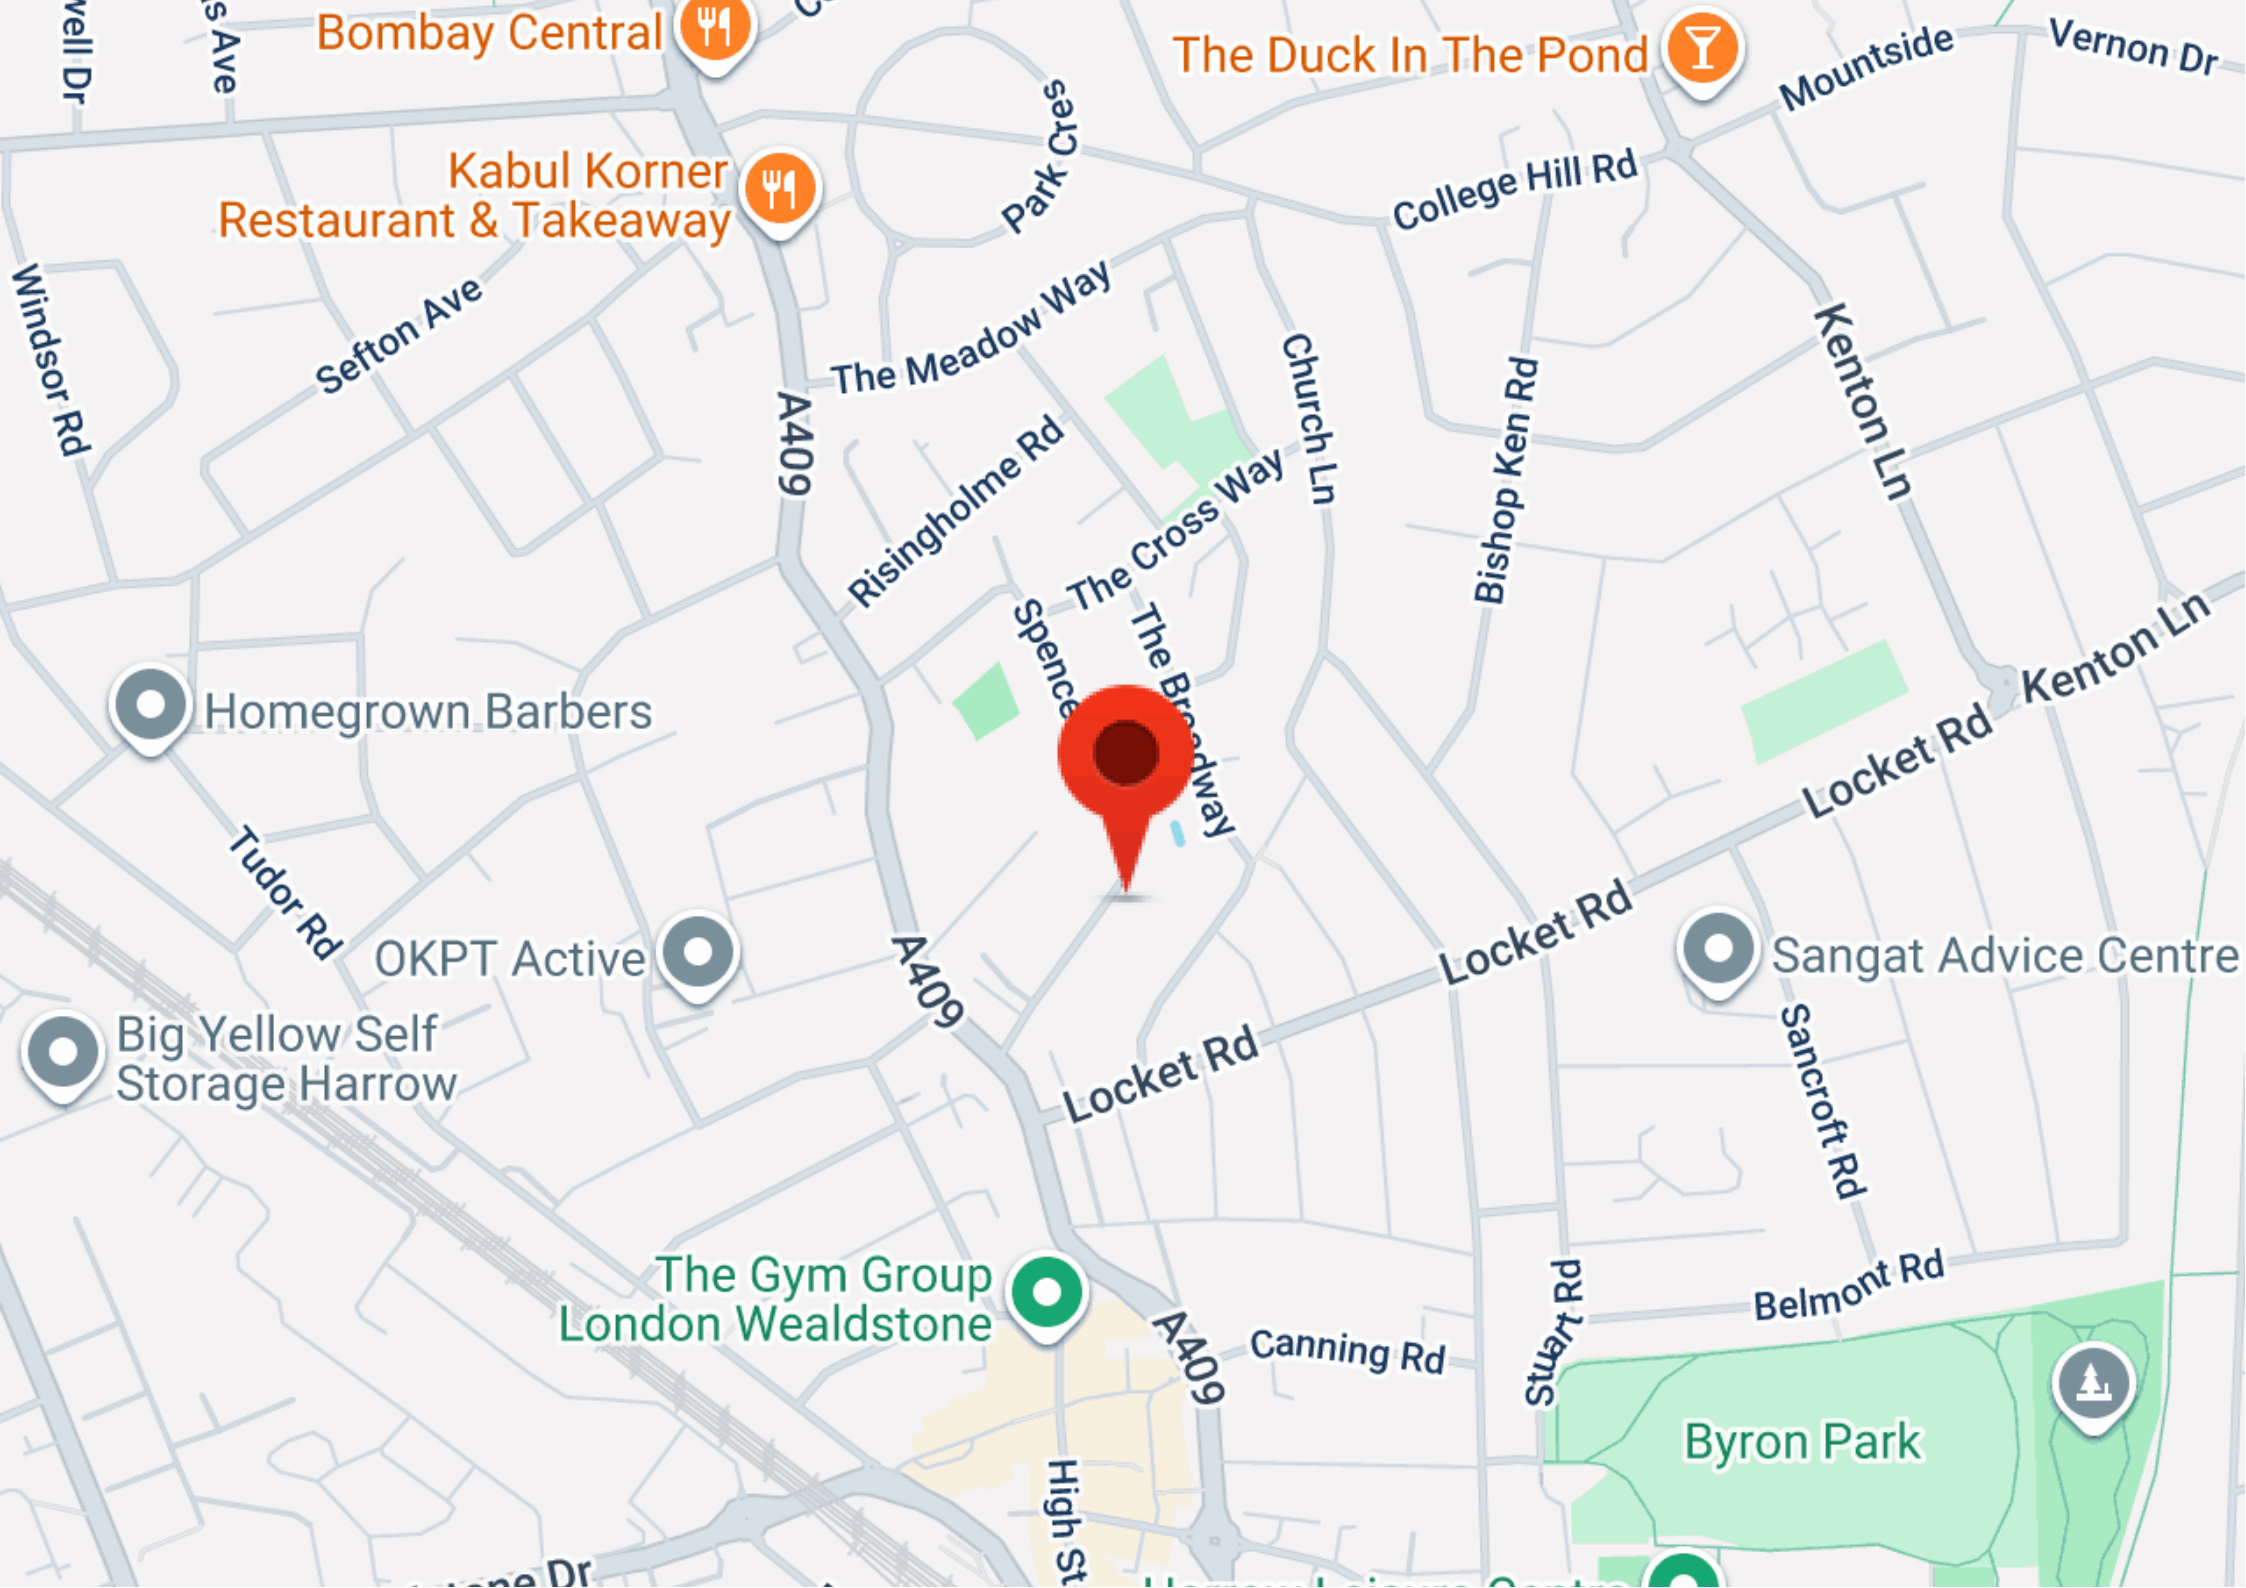 Bombay Central
The Duck In The Pond
Mountside
Vernon Dr
Park Cres
Kabul Korner
Restaurant & Takeaway
College Hill Rd
Windsor Rd
Sefton Ave
The Meadow Way
A409
Church Ln
Kenton Ln
Bishop Ken Rd
Risingholme Rd
The Cross Way
The Broadway
Kenton Ln
Homegrown Barbers
Locket Rd
Tudor Rd
OKPT Active
A409
Locket Rd
Sangat Advice Centre
Big Yellow Self
Storage Harrow
Locket Rd
Sancroft Rd
The Gym Group
London Wealdstone
A409
Canning Rd
Stuart Rd
Belmont Rd
Byron Park
High St